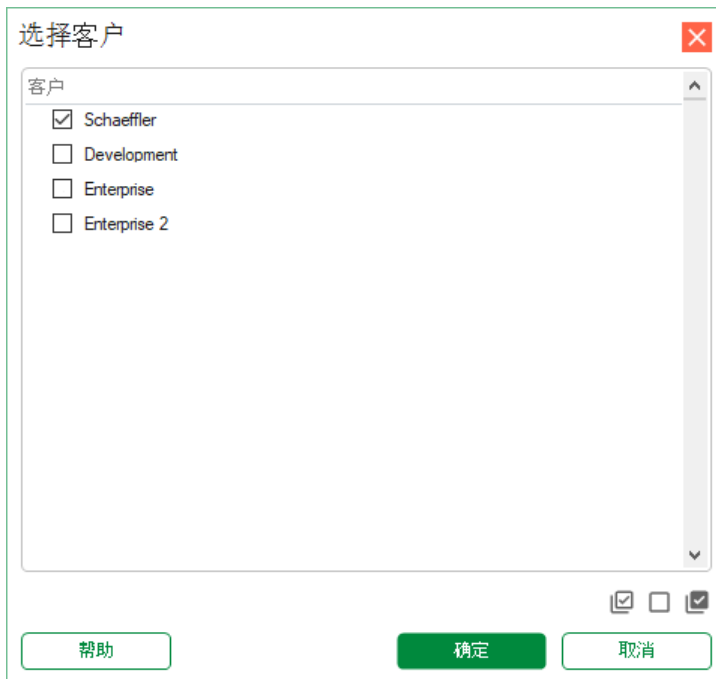 选择客户
客户
Schaeffler
Development
Enterprise
Enterprise 2
帮助
确定
取消